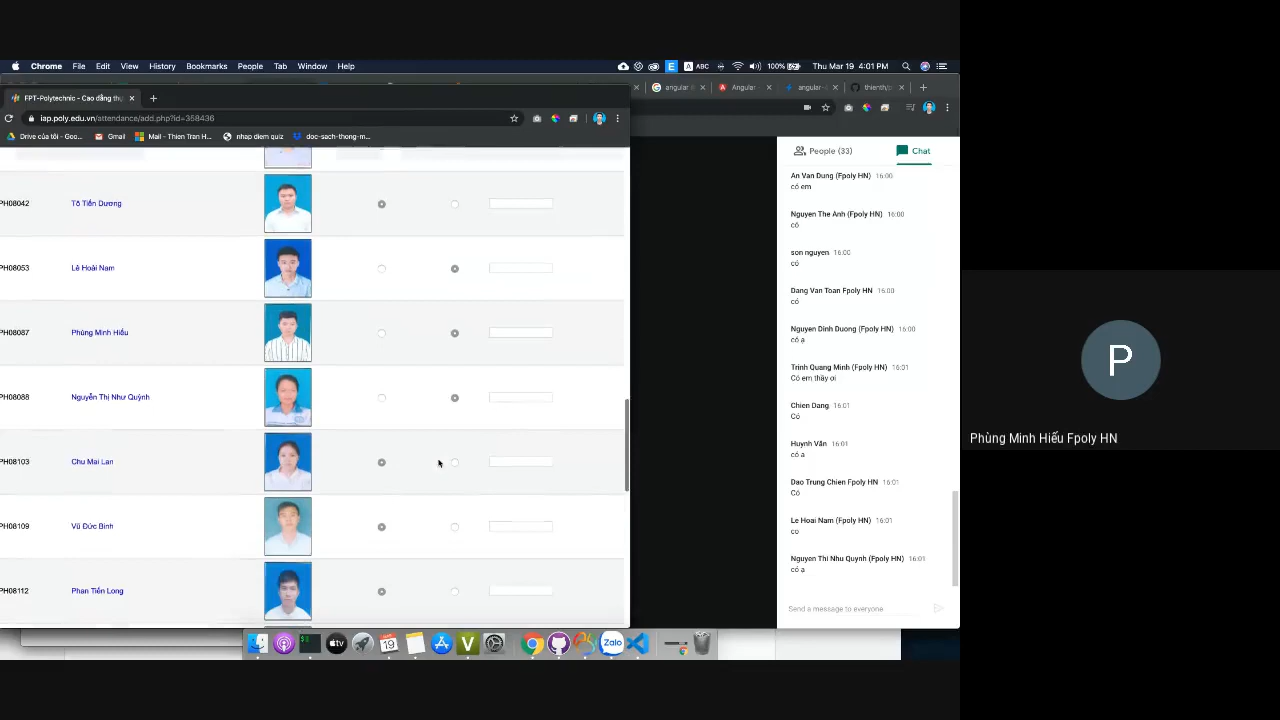 Chrome File Edit View History Bookmarks People Tab Window Help
ABC 100% Thu Mar 19 4:01 PM
FPT-Polytechnic - Cao đẳng thự
angular d
Angular -
angular-
thienth/p
iap.poly.edu.vn/attendance/add.php?id=358436
Drive của tôi - Goo...
Gmail
Mail - Thien Tran H...
nhap diem quiz
doc-sach-thong-m...
PH08042 Tô Tiến Dương
PH08053 Lê Hoài Nam
PH08087 Phùng Minh Hiếu
PH08088 Nguyễn Thị Như Quỳnh
PH08103 Chu Mai Lan
PH08109 Vũ Đức Bình
PH08112 Phan Tiến Long
People (33)
Chat
An Van Dung (Fpoly HN) 16:00
có em
Nguyen The Anh (Fpoly HN) 16:00
có
son nguyen 16:00
có
Dang Van Toan Fpoly HN 16:00
có
Nguyen Dinh Duong (Fpoly HN) 16:00
có ạ
Trinh Quang Minh (Fpoly HN) 16:01
Có em thầy ơi
Chien Dang 16:01
Có
Huynh Văn 16:01
có a
Dao Trung Chien Fpoly HN 16:01
Có
Le Hoai Nam (Fpoly HN) 16:01
co
Nguyen Thi Nhu Quynh (Fpoly HN) 16:01
có ạ
Send a message to everyone
19
tv
Zalo
P
Phùng Minh Hiếu Fpoly HN